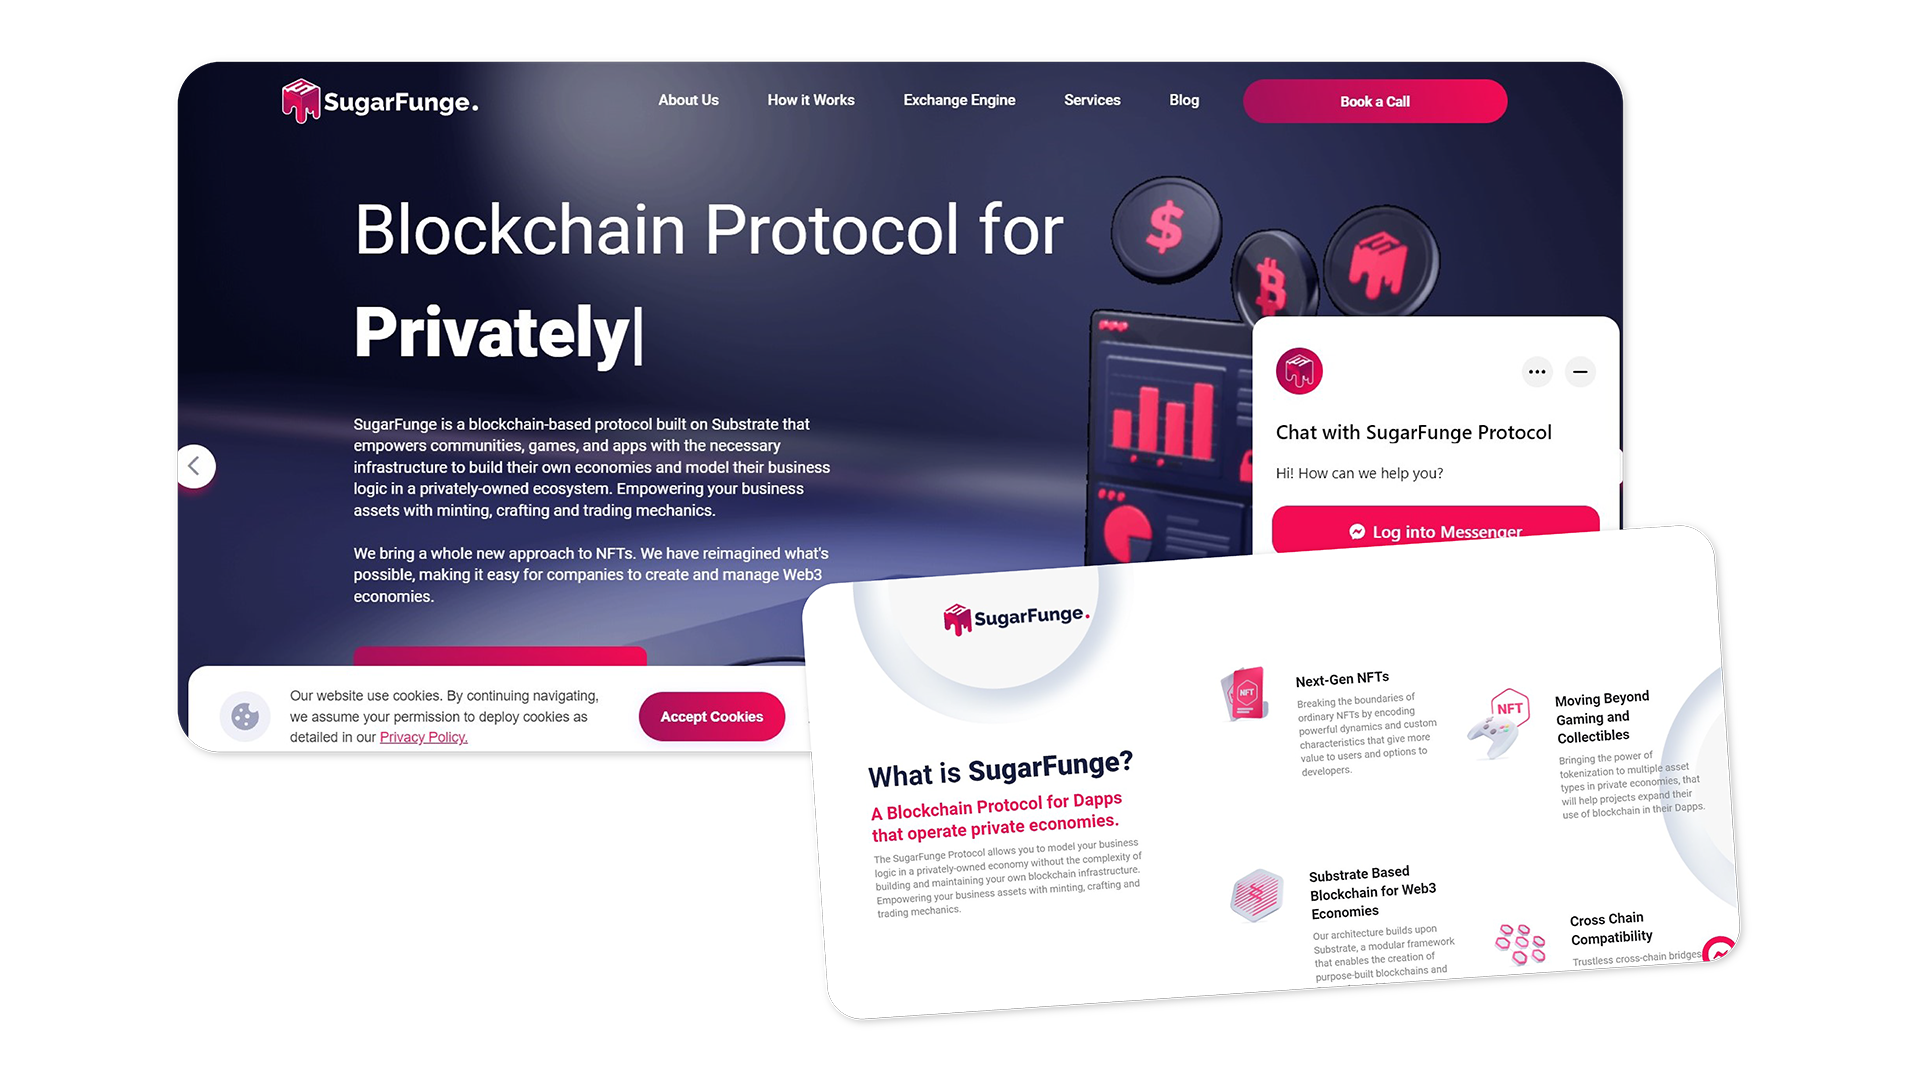 SugarFunge.
About Us
How it Works
Exchange Engine
Services
Blog
Book a Call
Blockchain Protocol for
Privately|
SugarFunge is a blockchain-based protocol built on Substrate that
empowers communities, games, and apps with the necessary
infrastructure to build their own economies and model their business
logic in a privately-owned ecosystem. Empowering your business
assets with minting, crafting and trading mechanics.
We bring a whole new approach to NFTs. We have reimagined what's
possible, making it easy for companies to create and manage Web3
economies.
Chat with SugarFunge Protocol
Hi! How can we help you?
Log into Messenger
Our website use cookies. By continuing navigating,
we assume your permission to deploy cookies as
detailed in our Privacy Policy.
Accept Cookies
SugarFunge.
What is SugarFunge?
A Blockchain Protocol for Dapps
that operate private economies.
The SugarFunge Protocol allows you to model your business
logic in a privately-owned economy without the complexity of
building and maintaining your own blockchain infrastructure.
Empowering your business assets with minting, crafting and
trading mechanics.
NFT
Next-Gen NFTs
Breaking the boundaries of
ordinary NFTs by encoding
powerful dynamics and custom
characteristics that give more
value to users and options to
developers.
NFT
Moving Beyond
Gaming and
Collectibles
Bringing the power of
tokenization to multiple asset
types in private economies, that
will help projects expand their
use of blockchain in their Dapps.
Substrate Based
Blockchain for Web3
Economies
Our architecture builds upon
Substrate, a modular framework
that enables the creation of
purpose-built blockchains and
Cross Chain
Compatibility
Trustless cross-chain bridges